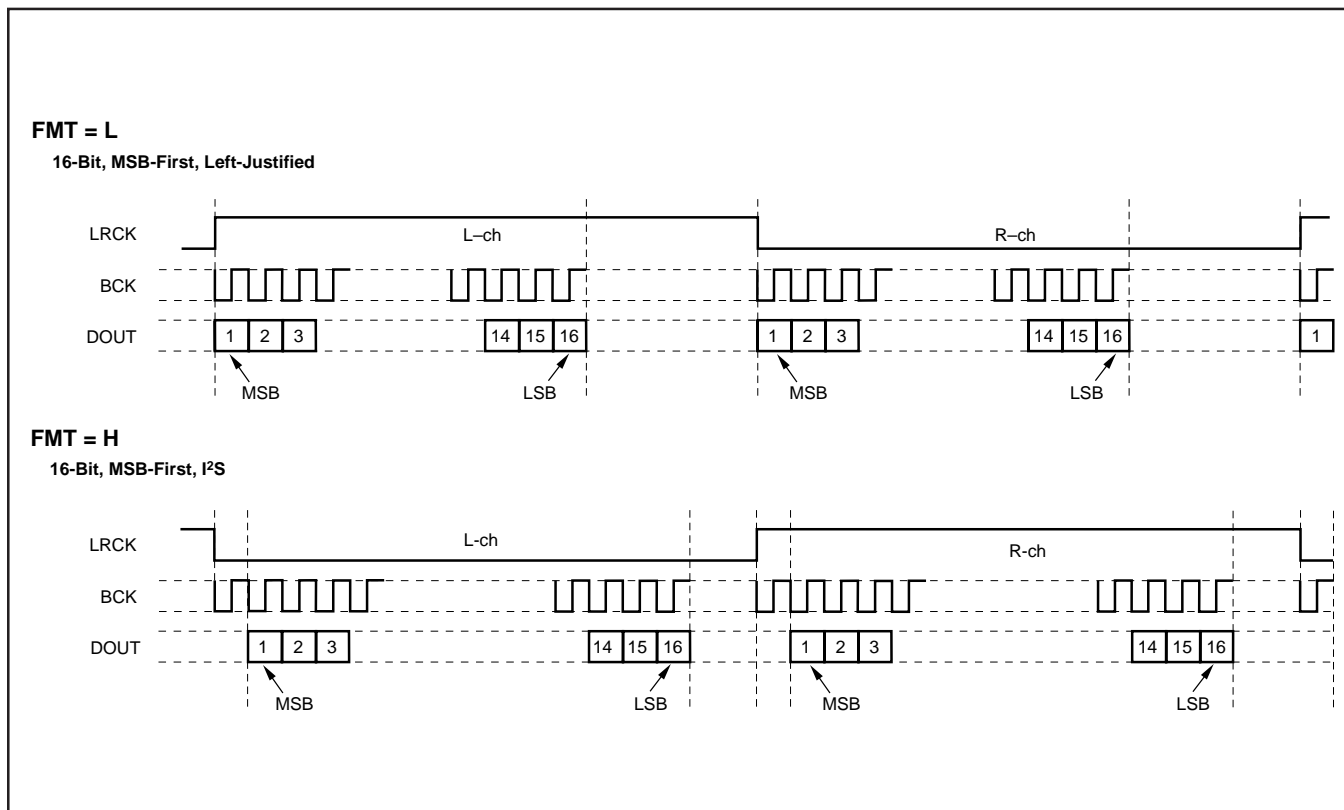 FMT = L
16-Bit, MSB-First, Left-Justified
LRCK
L–ch
R–ch
BCK
DOUT
1 2 3 14 15 16 1 2 3 14 15 16 1
MSB LSB MSB LSB
FMT = H
16-Bit, MSB-First, I²S
LRCK
L-ch
R-ch
BCK
DOUT
1 2 3 14 15 16 1 2 3 14 15 16
MSB LSB MSB LSB